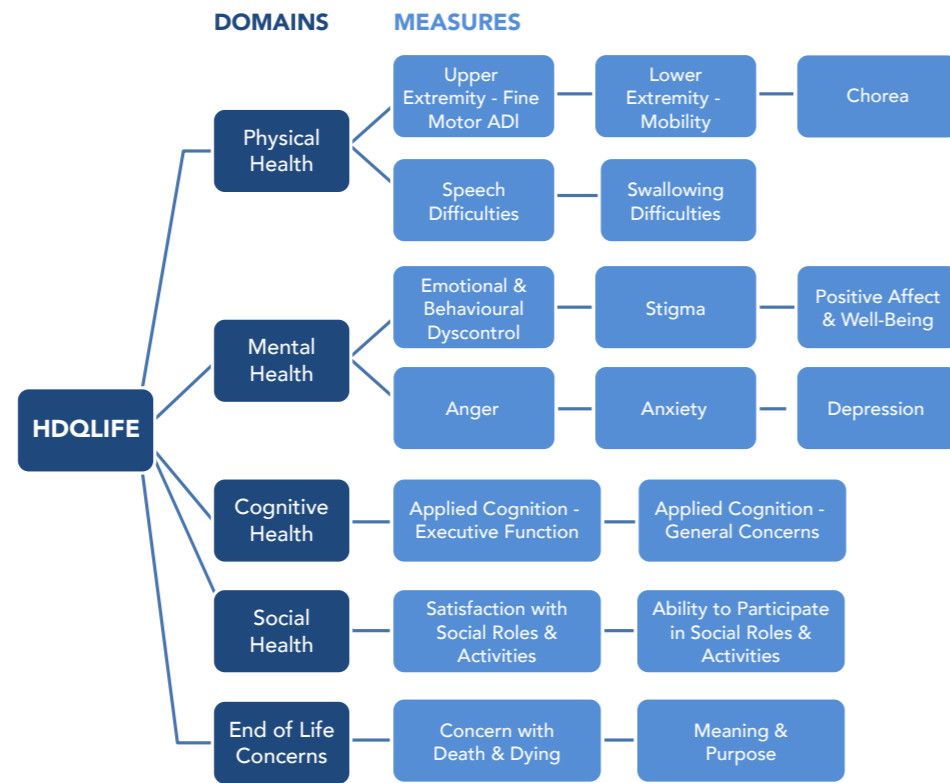 DOMAINS MEASURES
Upper
Extremity - Fine
Motor ADl
Lower
Extremity -
Mobility
Chorea
Physical
Health
Speech
Difficulties
Swallowing
Difficulties
Emotional &
Behavioural
Dyscontrol
Stigma
Positive Affect
& Well-Being
Mental
Health
Anger
Anxiety
Depression
HDQLIFE
Cognitive
Health
Applied Cognition -
Executive Function
Applied Cognition -
General Concerns
Social
Health
Satisfaction with
Social Roles &
Activities
Ability to Participate
in Social Roles &
Activities
End of Life
Concerns
Concern with
Death & Dying
Meaning &
Purpose